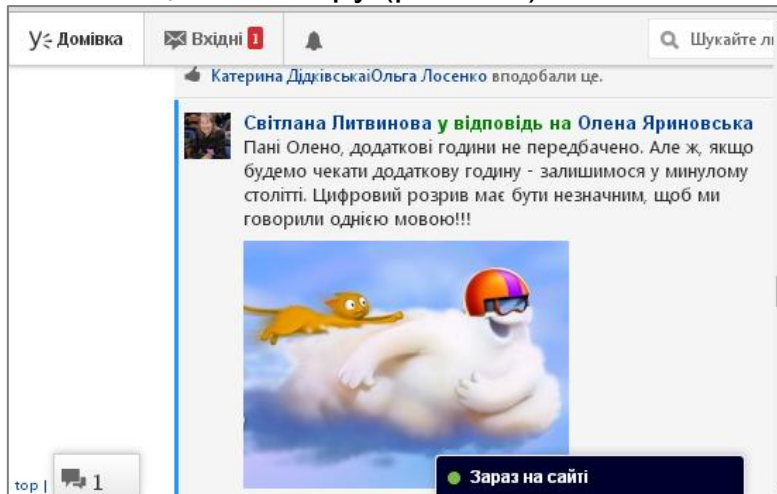 Домівка
Вхідні 1
Шукайте
Катерина ДідківськаіОльга Лосенко вподобали це.
Світлана Литвинова у відповідь на Олена Яриновська
Пані Олено, додаткові години не передбачено. Але ж, якщо
будемо чекати додаткову годину - залишимося у минулому
столітті. Цифровий розрив має бути незначним, щоб ми
говорили однією мовою!!!
top |
1
Зараз на сайті